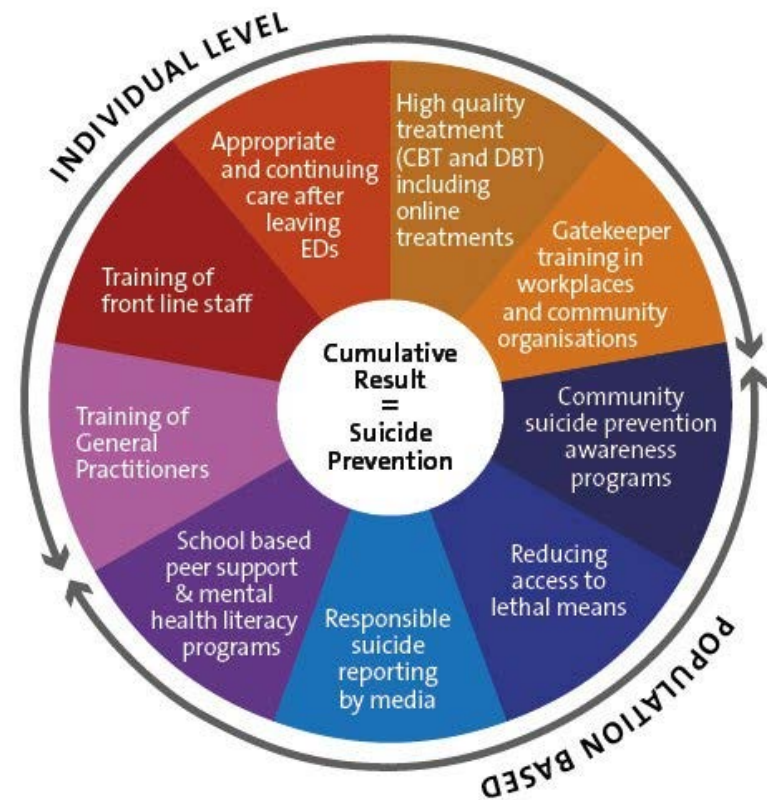 INDIVIDUAL LEVEL
High quality
treatment
(CBT and DBT)
including
online
treatments
Gatekeeper
training in
workplaces
and community
organisations
Community
suicide prevention
awareness
programs
Reducing
access to
lethal means
Responsible
suicide
reporting
by media
School based
peer support
& mental
health literacy
programs
Training of
General
Practitioners
Training of
front line staff
Appropriate
and continuing
care after
leaving
EDs
Cumulative
Result
=
Suicide
Prevention
POPULATION BASED